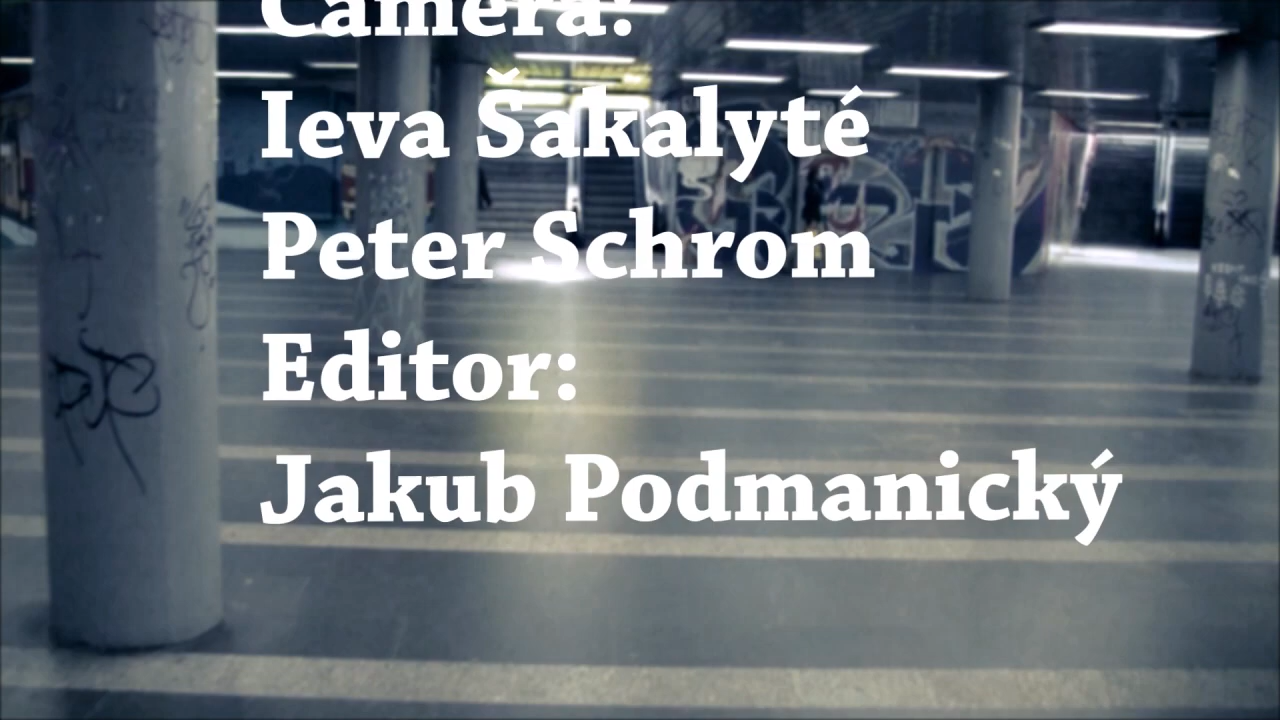 Camera:
Ieva Šakalyté
Peter Schrom
Editor:
Jakub Podmanický